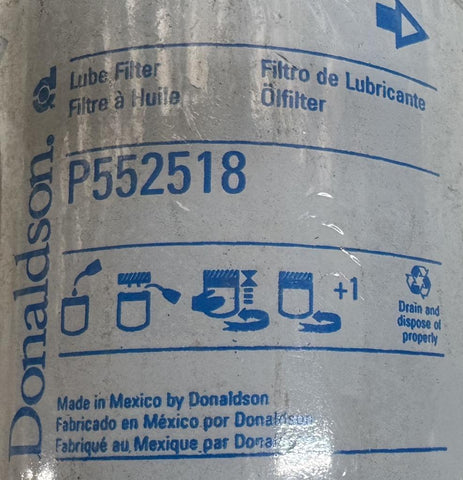 Donaldson.
Lube Filter
Filtre à Huile
Filtro de Lubricante
Ölfilter
P552518
+1
Drain and
dispose of
properly
Made in Mexico by Donaldson
Fabricado en México por Donaldson
Fabriqué au Mexique par